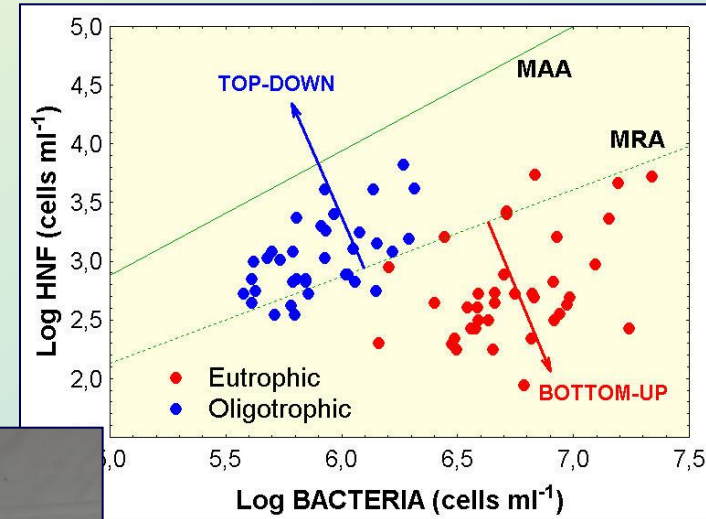 5,0
4,5
4,0
3,5
3,0
2,5
2,0
Log HNF (cells ml⁻¹)
MAA
TOP-DOWN
MRA
Eutrophic
Oligotrophic
BOTTOM-UP
5,0 5,5 6,0 6,5 7,0 7,5
Log BACTERIA (cells ml⁻¹)